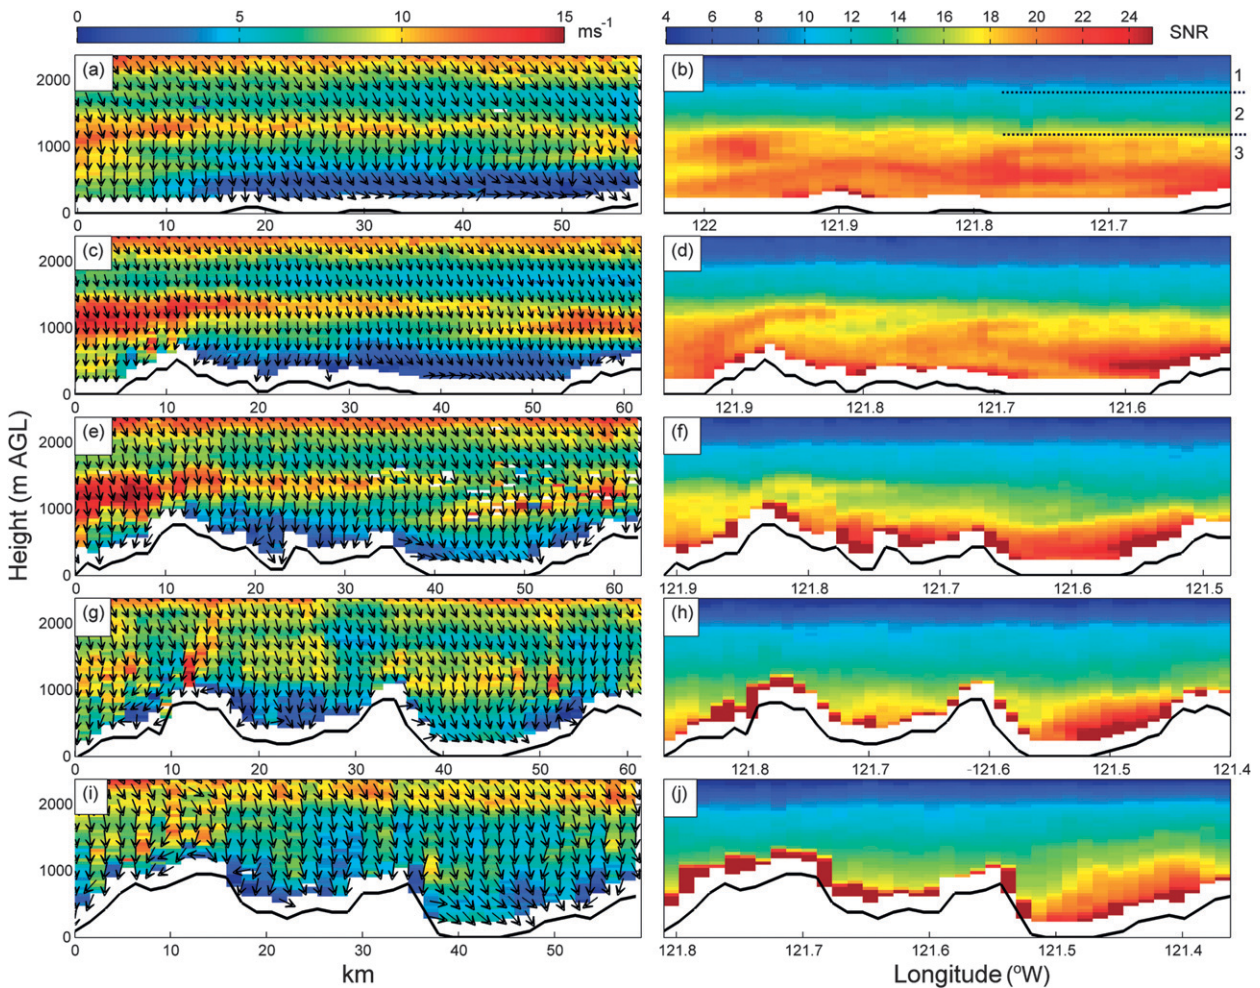 0 5 10 15 ms-1
4 6 8 10 12 14 16 18 20 22 24 SNR
(a) (b)
2000
1000
0
1
2
3
0 10 20 30 40 50
122 121.9 121.8 121.7
(c) (d)
2000
1000
0
0 10 20 30 40 50 60
121.9 121.8 121.7 121.6
(e) (f)
2000
1000
0
0 10 20 30 40 50 60
121.9 121.8 121.7 121.6 121.5
(g) (h)
2000
1000
0
0 10 20 30 40 50 60
121.8 121.7 -121.6 121.5 121.4
(i) (j)
2000
1000
0
0 10 20 30 40 50
121.8 121.7 121.6 121.5 121.4
Height (m AGL)
km
Longitude (ºW)